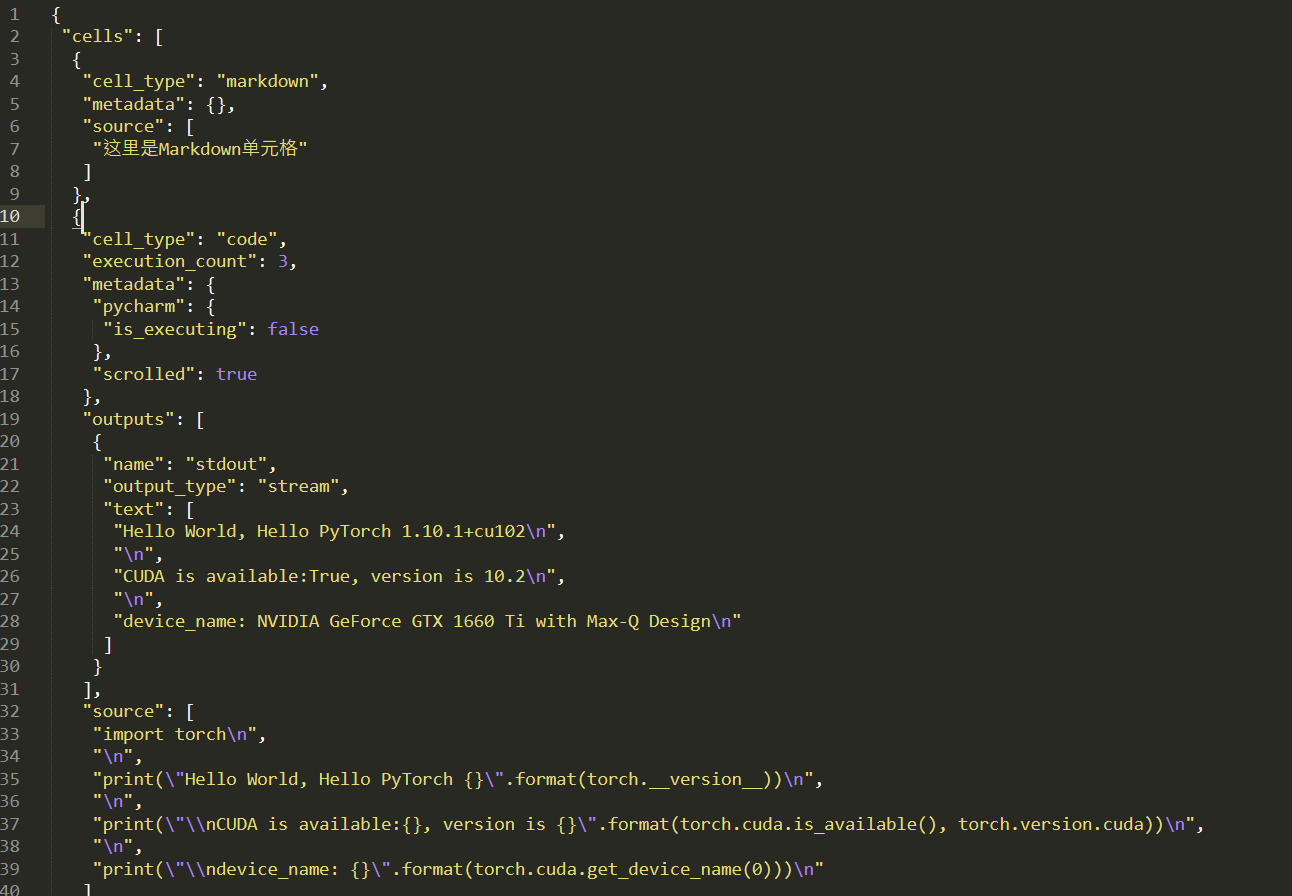 1 {
2 "cells": [
3 {
4 "cell_type": "markdown",
5 "metadata": {},
6 "source": [
7 "这里是Markdown单元格"
8 ]
9 },
10 {
11 "cell_type": "code",
12 "execution_count": 3,
13 "metadata": {
14 "pycharm": {
15 "is_executing": false
16 },
17 "scrolled": true
18 },
19 "outputs": [
20 {
21 "name": "stdout",
22 "output_type": "stream",
23 "text": [
24 "Hello World, Hello PyTorch 1.10.1+cu102\n",
25 "\n",
26 "CUDA is available:True, version is 10.2\n",
27 "\n",
28 "device_name: NVIDIA GeForce GTX 1660 Ti with Max-Q Design\n"
29 ]
30 }
31 ],
32 "source": [
33 "import torch\n",
34 "\n",
35 "print(\"Hello World, Hello PyTorch {}\".format(torch.__version__))\n",
36 "\n",
37 "print(\"\\nCUDA is available:{}, version is {}\".format(torch.cuda.is_available(), torch.version.cuda))\n",
38 "\n",
39 "print(\"\\ndevice_name: {}\".format(torch.cuda.get_device_name(0)))\n"
40 ]